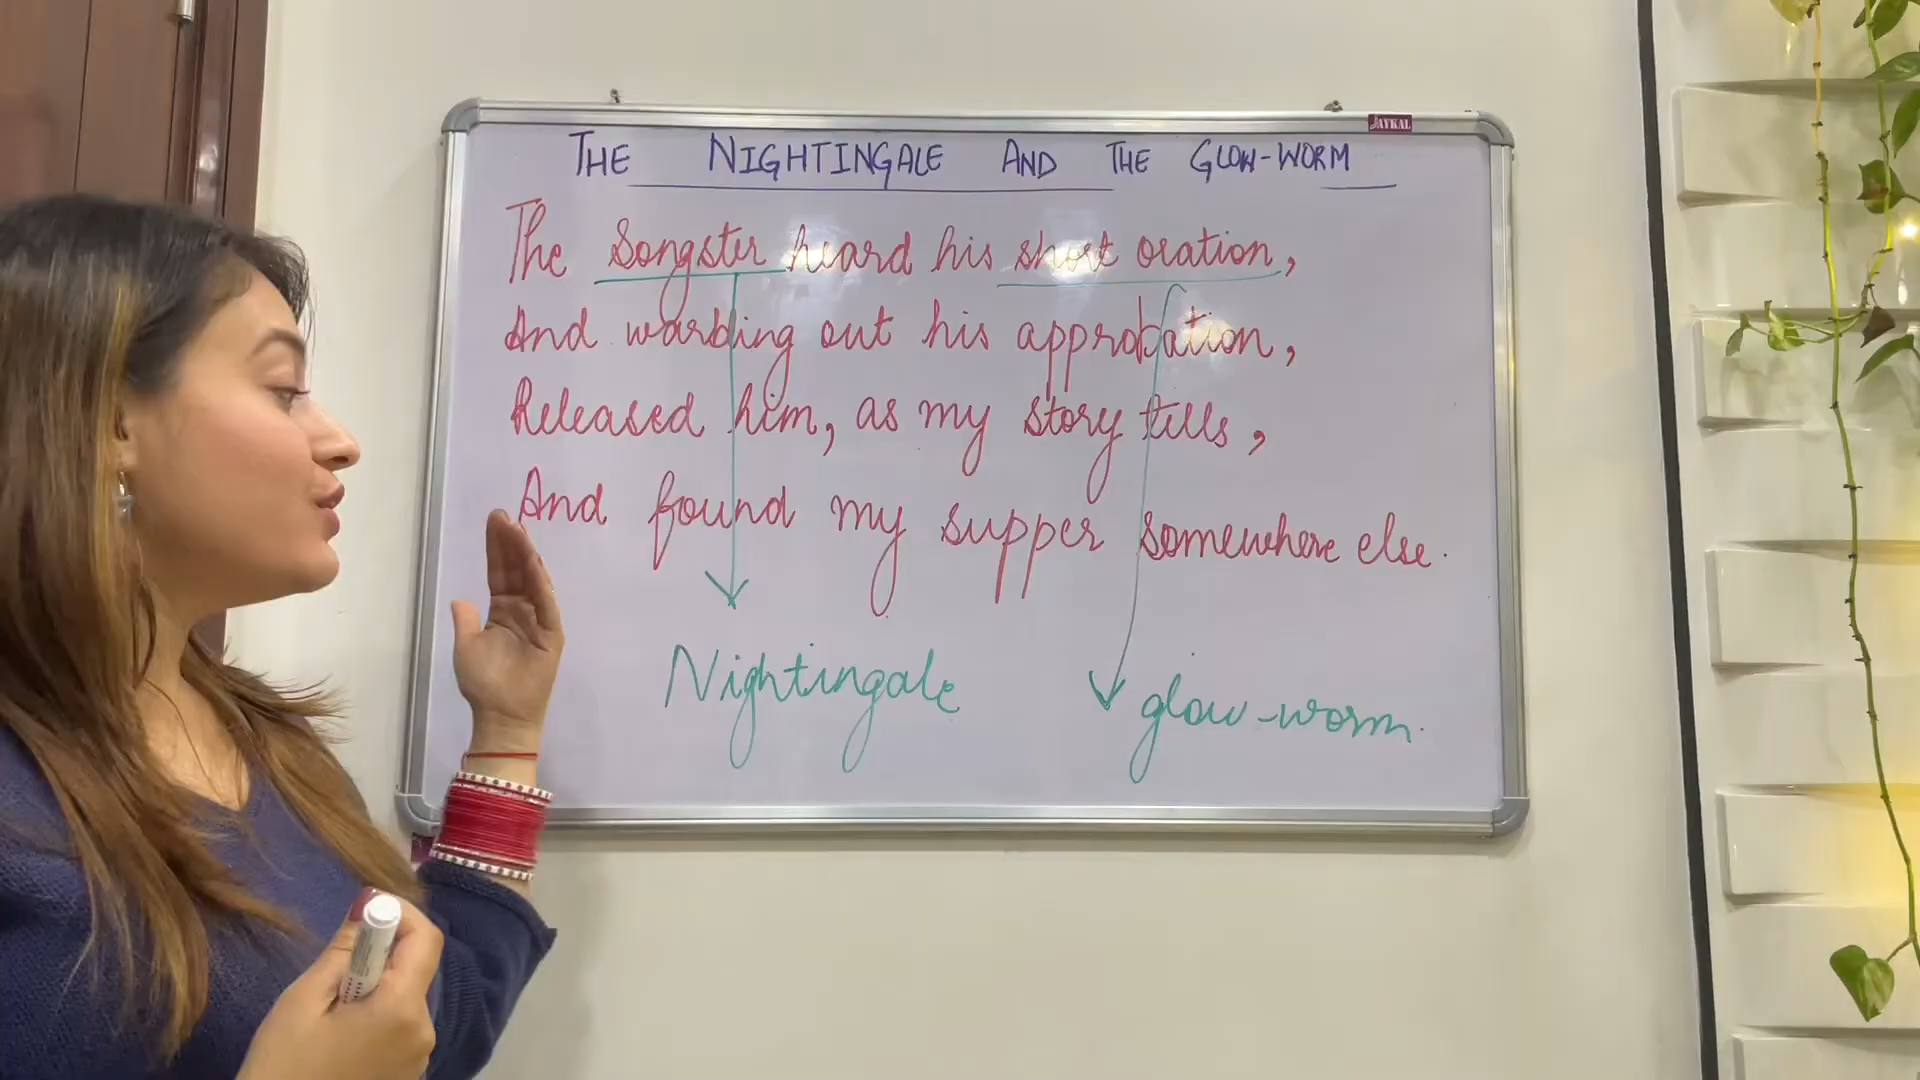 JAYKAL
THE NIGHTINGALE AND THE GLOW-WORM
The Songster heard his short oration,
And warbling out his approbation,
Released him, as my story tells,
And found my supper somewhere else.
Nightingale
glow-worm.